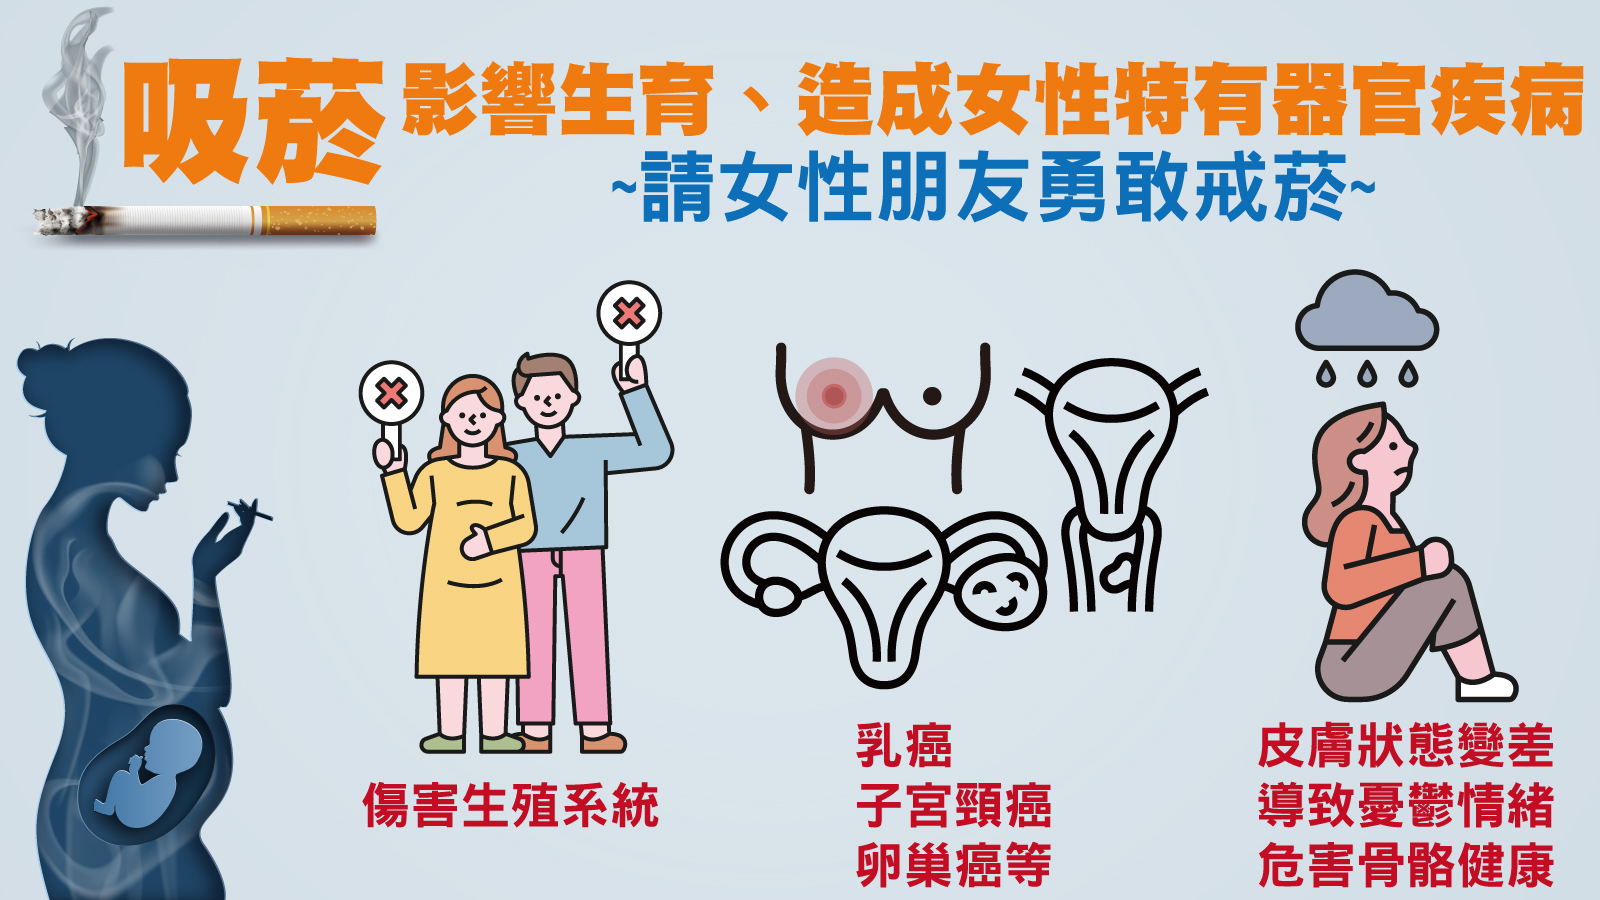 吸菸影響生育、造成女性特有器官疾病
~請女性朋友勇敢戒菸~
傷害生殖系統
乳癌
子宮頸癌
卵巢癌等
皮膚狀態變差
導致憂鬱情緒
危害骨骼健康